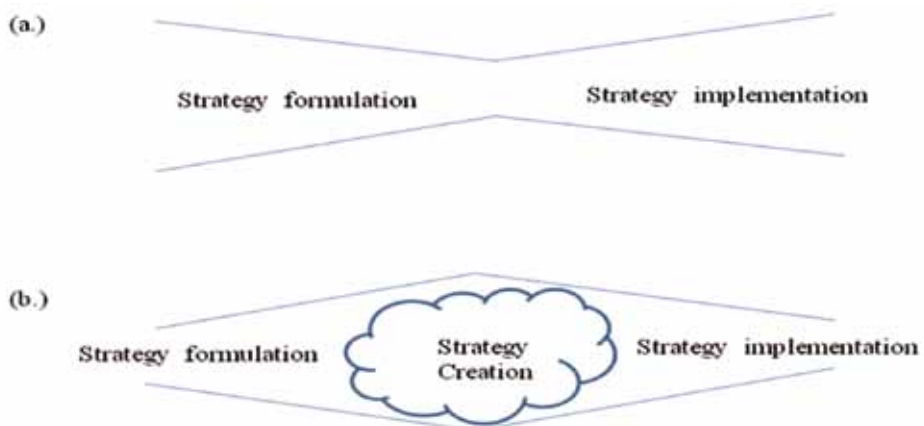 (a.)
Strategy formulation
Strategy implementation
(b.)
Strategy formulation
Strategy
Creation
Strategy implementation